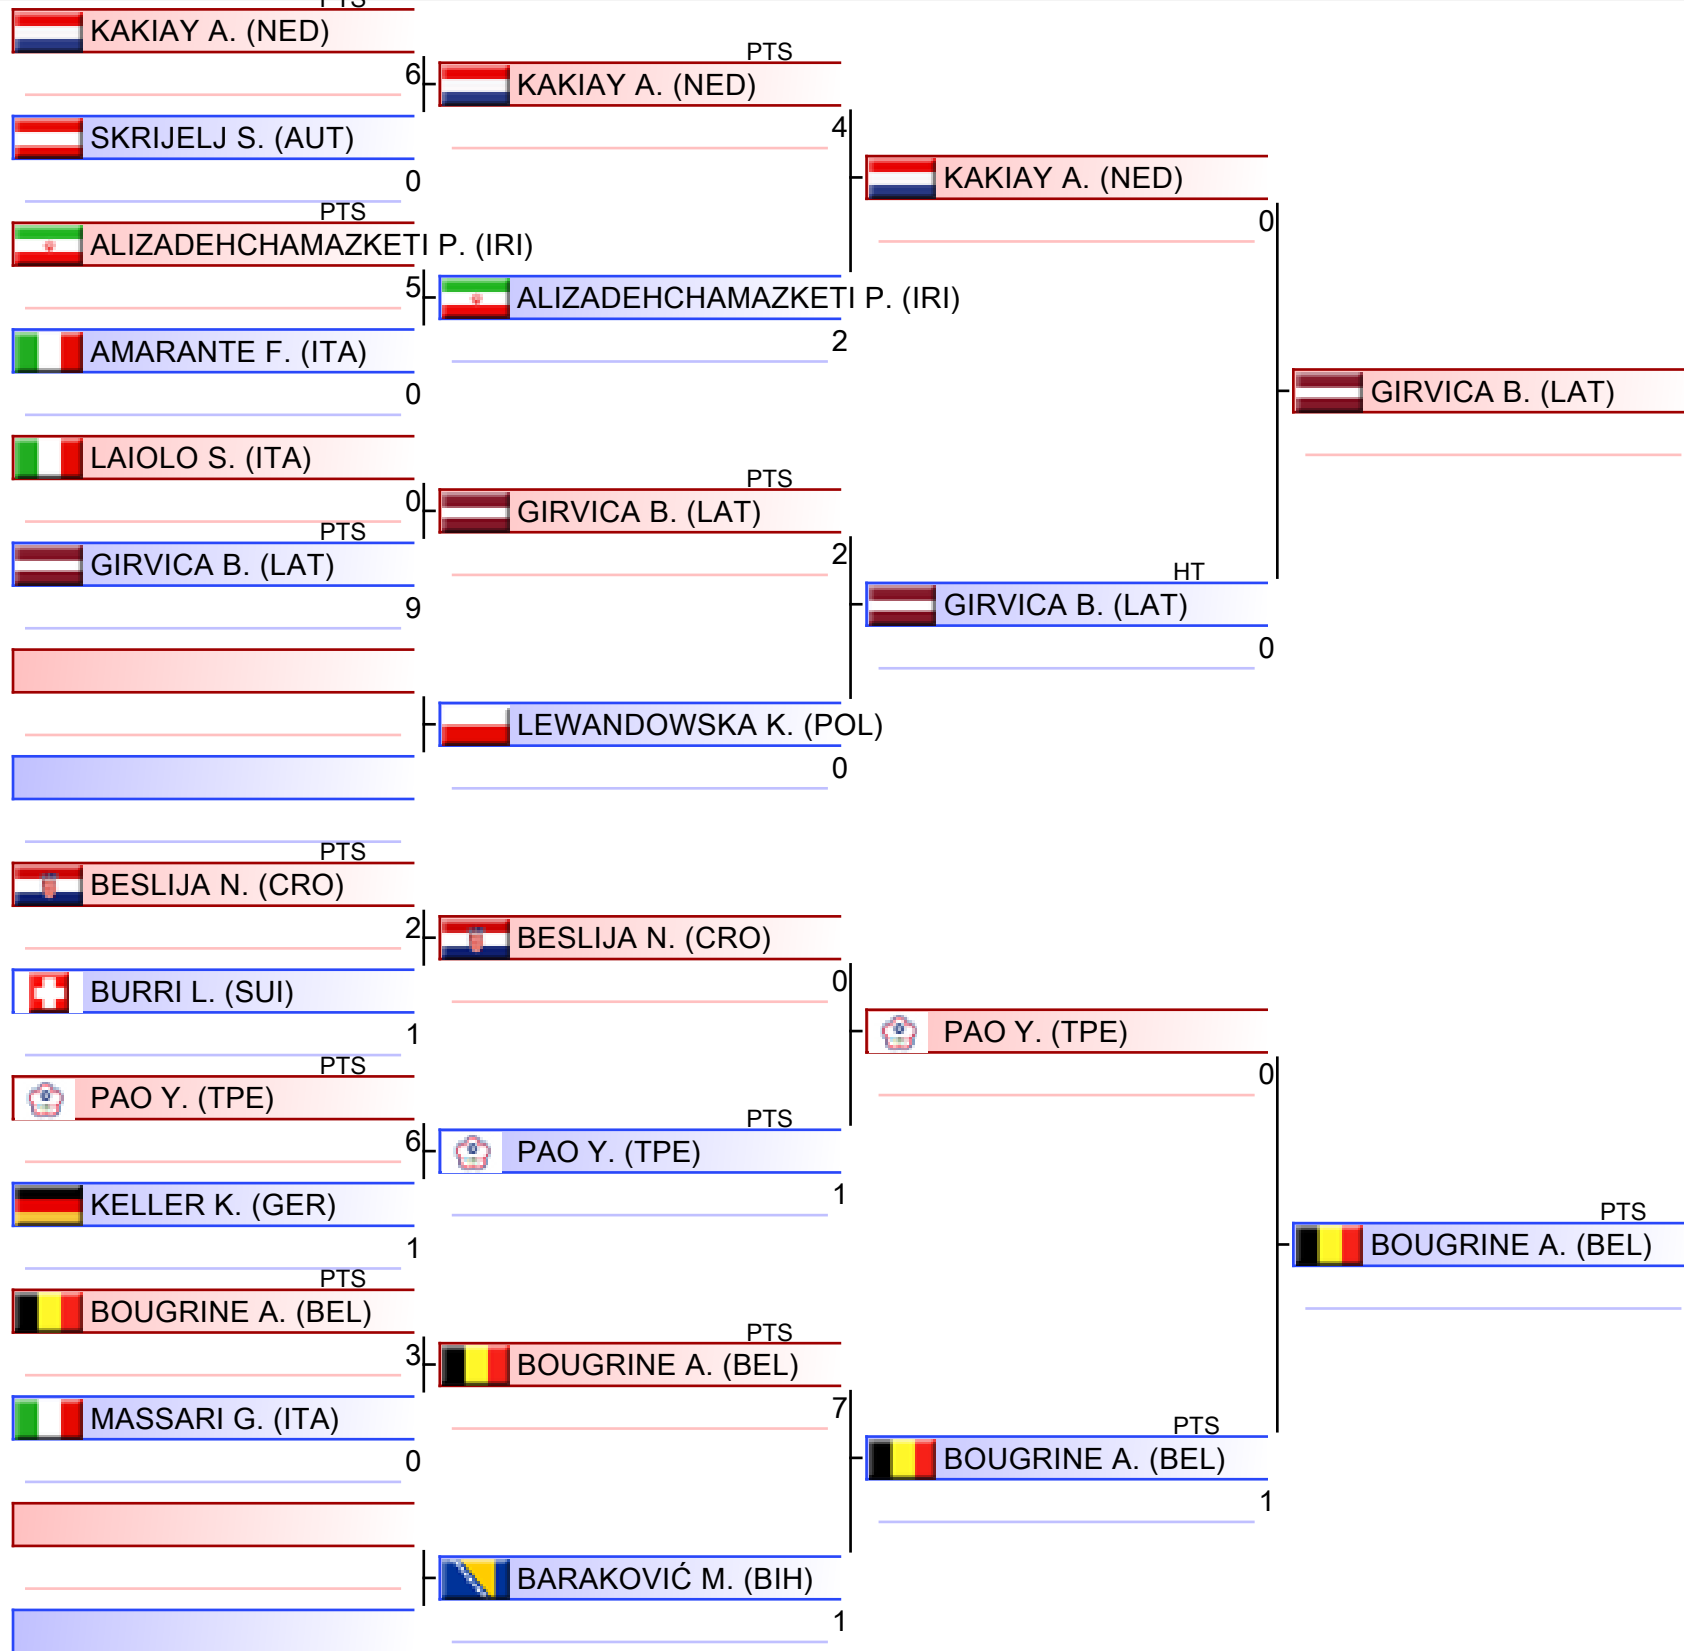 PTS
KAKIAY A. (NED)
6
SKRIJELJ S. (AUT)
0
PTS
ALIZADEHCHAMAZKETI P. (IRI)
5
AMARANTE F. (ITA)
0
LAIOLO S. (ITA)
0
PTS
GIRVICA B. (LAT)
9
PTS
BESLIJA N. (CRO)
2
BURRI L. (SUI)
1
PTS
PAO Y. (TPE)
6
KELLER K. (GER)
1
PTS
BOUGRINE A. (BEL)
3
MASSARI G. (ITA)
0
PTS
KAKIAY A. (NED)
4
ALIZADEHCHAMAZKETI P. (IRI)
2
PTS
GIRVICA B. (LAT)
2
LEWANDOWSKA K. (POL)
0
BESLIJA N. (CRO)
0
PTS
PAO Y. (TPE)
1
PTS
BOUGRINE A. (BEL)
7
BARAKOVIĆ M. (BIH)
1
KAKIAY A. (NED)
0
HT
GIRVICA B. (LAT)
0
PAO Y. (TPE)
0
PTS
BOUGRINE A. (BEL)
1
GIRVICA B. (LAT)
PTS
BOUGRINE A. (BEL)